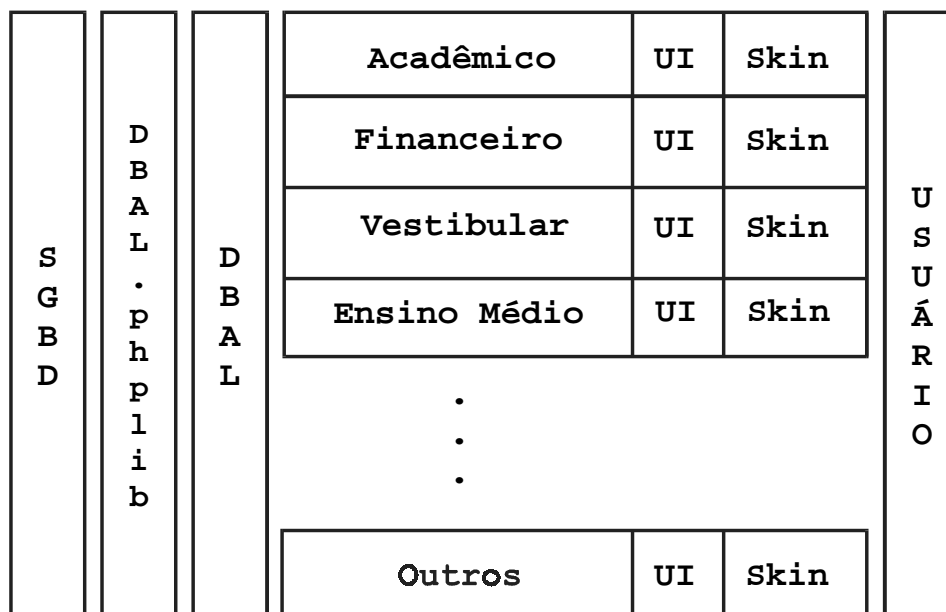 SGBD
DBAL.phplib
DBAL
Acadêmico UI Skin
Financeiro UI Skin
Vestibular UI Skin
Ensino Médio UI Skin
.
.
.
Outros UI Skin
USUÁRIO